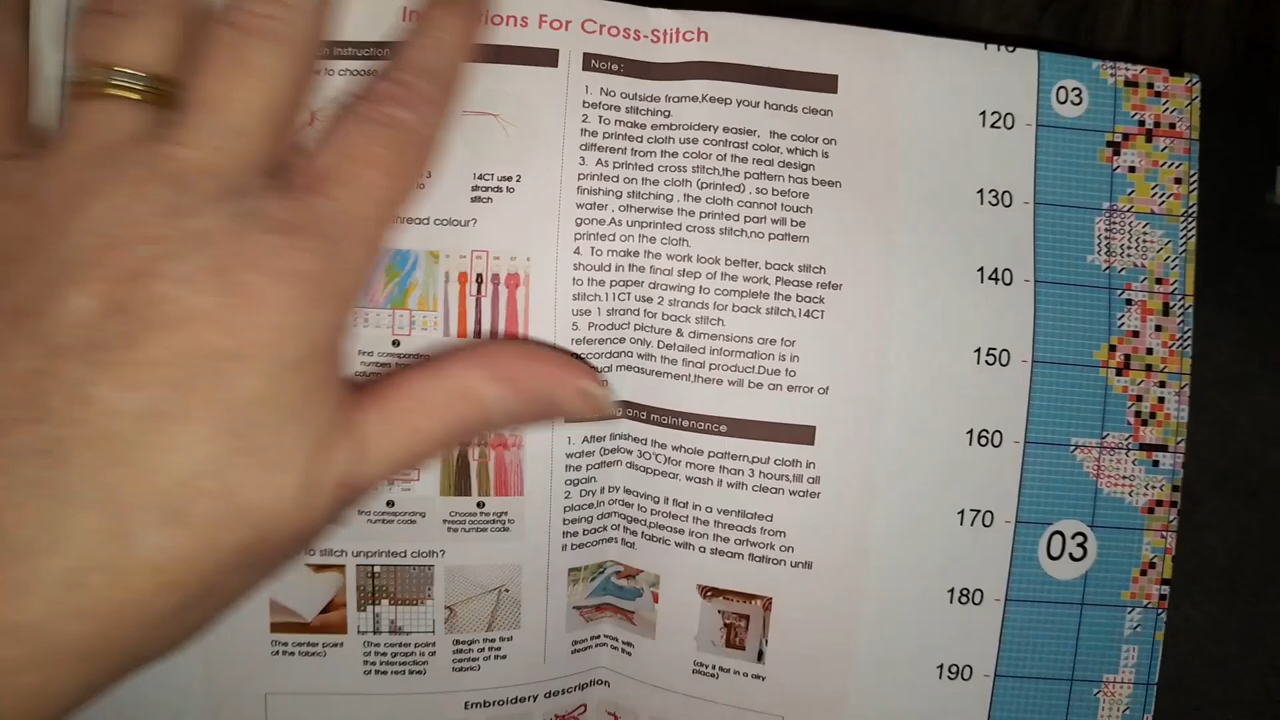 ions For Cross-Stitch
Instruction
to choose
3
14CT use 2
strands to
stitch
thread colour?
Find corresponding
numbers
Find corresponding
number code.
Choose the right
thread according to
the number code.
to stitch unprinted cloth?
(The center point
of the fabric)
(The center point
of the graph is at
the intersection
of the red line)
(Begin the first
stitch at the
center of the
fabric)
Note:
1. No outside frame,Keep your hands clean
before stitching.
2. To make embroidery easier, the color on
the printed cloth use contrast color, which is
different from the color of the real design
3. As printed cross stitch,the pattern has been
printed on the cloth (printed) , so before
finishing stitching , the cloth cannot touch
water , otherwise the printed part will be
gone.As unprinted cross stitch,no pattern
printed on the cloth.
4. To make the work look better, back stitch
should in the final step of the work, Please refer
to the paper drawing to complete the back
stitch.11CT use 2 strands for back stitch,14CT
use 1 strand for back stitch.
5. Product picture & dimensions are for
reference only. Detailed information is in
accordana with the final product.Due to
measurement,there will be an error of
and maintenance
1. After finished the whole pattern,put cloth in
water (below 30℃)for more than 3 hours,till all
the pattern disappear, wash it with clean water
again.
2. Dry it by leaving it flat in a ventilated
place,in order to protect the threads from
being damaged,please iron the artwork on
the back of the fabric with a steam flatiron until
it becomes flat.
(Iron the work with
steam iron on the
(dry it flat in a airy
place)
Embroidery description
110
120
130
140
150
160
170
180
190
03
03